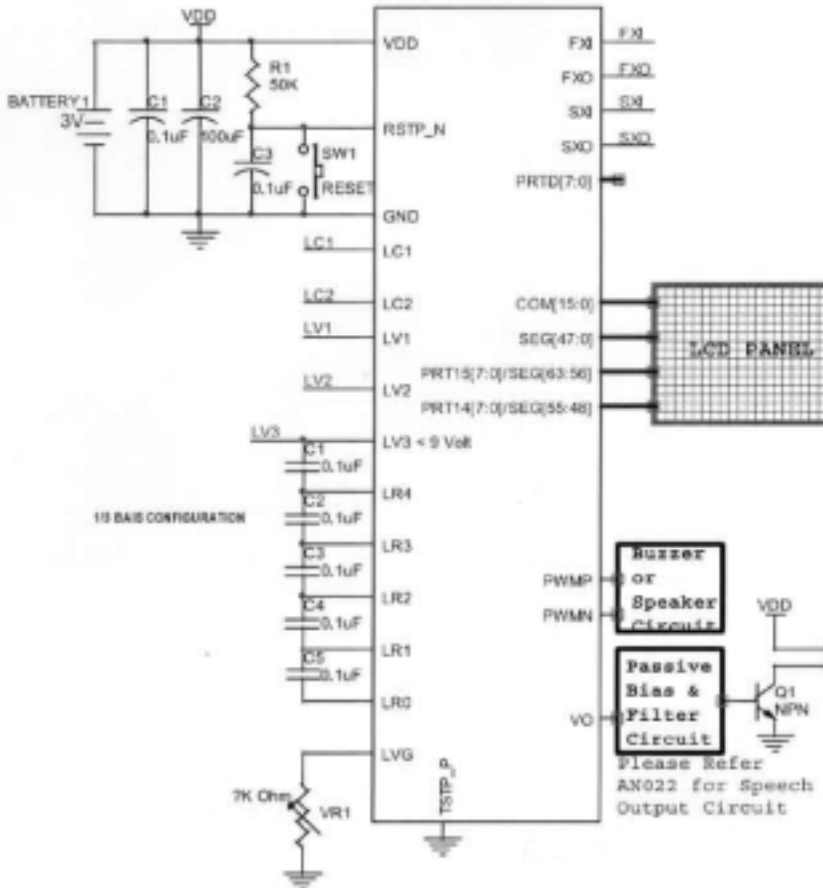 VDD
BATTERY1
3V
C1
0.1uF
C2
100uF
R1
50K
C3
0.1uF
SW1
RESET
VDD
RSTP_N
GND
LC1
LC1
LC2
LC2
LV1
LV1
LV2
LV2
LV3
LV3 < 9 Volt
C1
0.1uF
LR4
C2
0.1uF
LR3
C3
0.1uF
LR2
C4
0.1uF
LR1
C5
0.1uF
LR0
1/5 BAIS CONFIGURATION
LVG
7K Ohm
VR1
TSTP_P
FXI
FXI
FXO
FXO
SXI
SXI
SXO
SXO
PRTD[7:0]
COM[15:0]
SEG[47:0]
PRT15[7:0]/SEG[63:56]
PRT14[7:0]/SEG[55:48]
LCD PANEL
PWMP
PWMN
Buzzer
or
Speaker
Circuit
VO
Passive
Bias &
Filter
Circuit
VDD
Q1
NPN
Please Refer
AN022 for Speech
Output Circuit